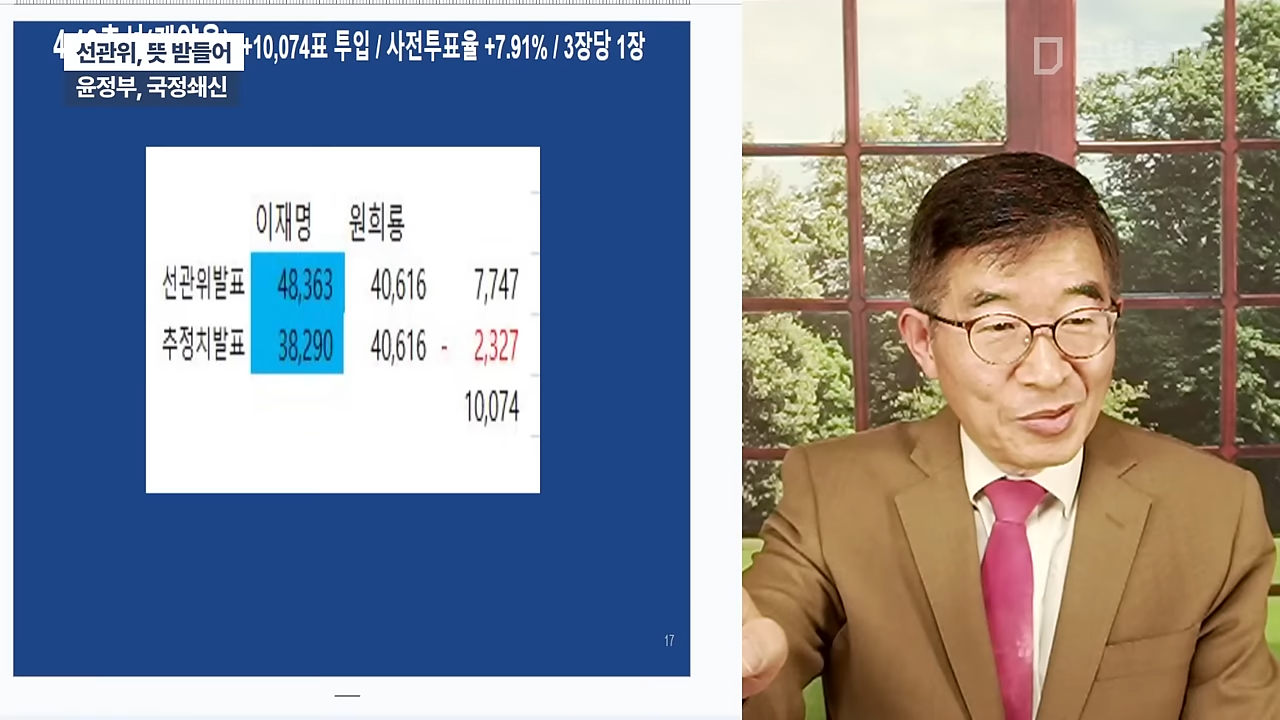 +10,074표 투입 / 사전투표율 +7.91% / 3장당 1장
선관위, 뜻 받들어
윤정부, 국정쇄신
이재명 원희룡
선관위발표 48,363 40,616 7,747
추정치발표 38,290 40,616 - 2,327
10,074
17